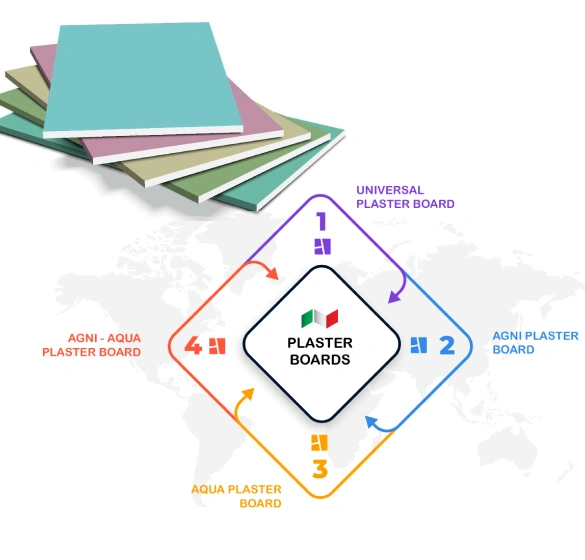 UNIVERSAL
PLASTER BOARD
1
AGNI - AQUA
PLASTER BOARD
4
PLASTER
BOARDS
2
AGNI PLASTER
BOARD
3
AQUA PLASTER
BOARD